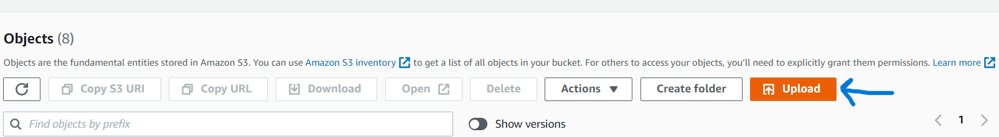 Objects (8)
Objects are the fundamental entities stored in Amazon S3. You can use Amazon S3 inventory to get a list of all objects in your bucket. For others to access your objects, you’ll need to explicitly grant them permissions. Learn more
Copy S3 URI Copy URL Download Open Delete Actions Create folder Upload
Find objects by prefix Show versions 1